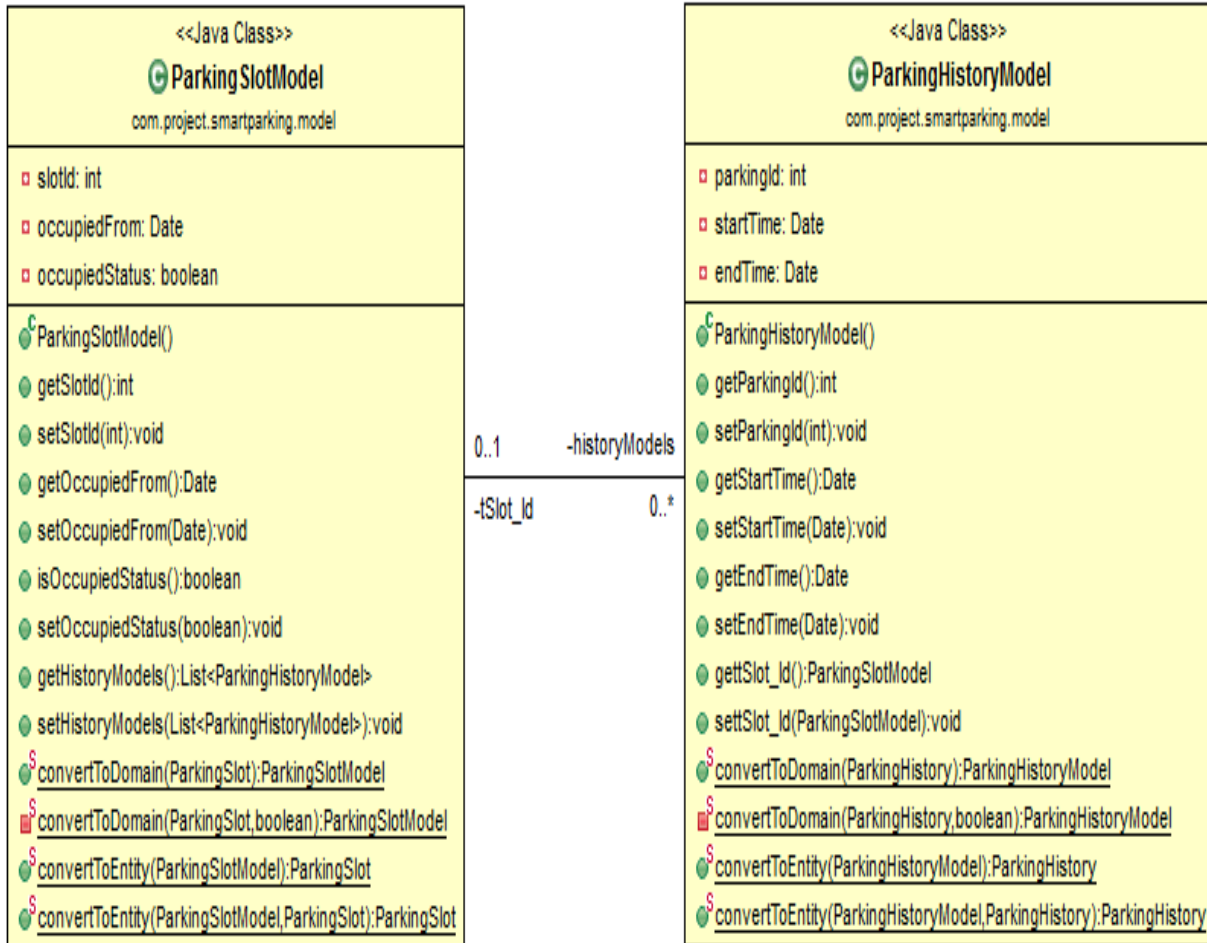 <<Java Class>>
ParkingSlotModel
com.project.smartparking.model
slotId: int
occupiedFrom: Date
occupiedStatus: boolean
ParkingSlotModel()
getSlotId():int
setSlotId(int):void
getOccupiedFrom():Date
setOccupiedFrom(Date):void
isOccupiedStatus():boolean
setOccupiedStatus(boolean):void
getHistoryModels():List<ParkingHistoryModel>
setHistoryModels(List<ParkingHistoryModel>):void
convertToDomain(ParkingSlot):ParkingSlotModel
convertToDomain(ParkingSlot,boolean):ParkingSlotModel
convertToEntity(ParkingSlotModel):ParkingSlot
convertToEntity(ParkingSlotModel,ParkingSlot):ParkingSlot
0..1 -historyModels
-tSlot_Id 0..*
<<Java Class>>
ParkingHistoryModel
com.project.smartparking.model
parkingId: int
startTime: Date
endTime: Date
ParkingHistoryModel()
getParkingId():int
setParkingId(int):void
getStartTime():Date
setStartTime(Date):void
getEndTime():Date
setEndTime(Date):void
gettSlot_Id():ParkingSlotModel
settSlot_Id(ParkingSlotModel):void
convertToDomain(ParkingHistory):ParkingHistoryModel
convertToDomain(ParkingHistory,boolean):ParkingHistoryModel
convertToEntity(ParkingHistoryModel):ParkingHistory
convertToEntity(ParkingHistoryModel,ParkingHistory):ParkingHistory